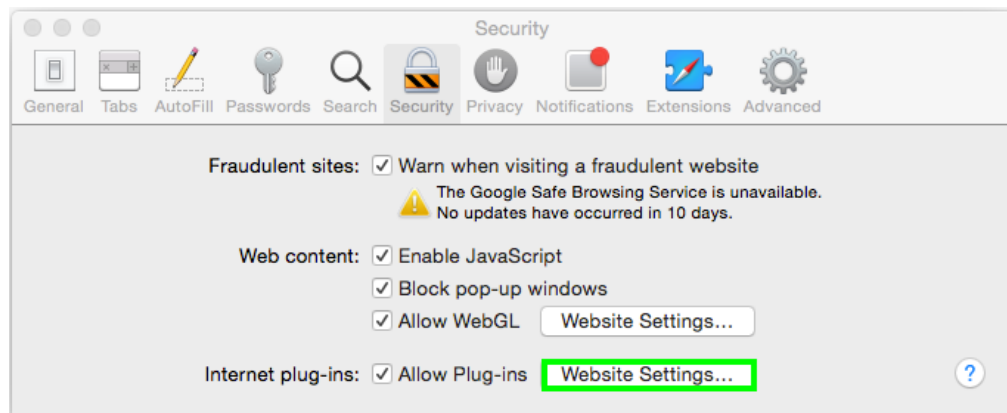 Security
General Tabs AutoFill Passwords Search Security Privacy Notifications Extensions Advanced
Fraudulent sites: Warn when visiting a fraudulent website
The Google Safe Browsing Service is unavailable.
No updates have occurred in 10 days.
Web content: Enable JavaScript
Block pop-up windows
Allow WebGL Website Settings...
Internet plug-ins: Allow Plug-ins Website Settings... ?